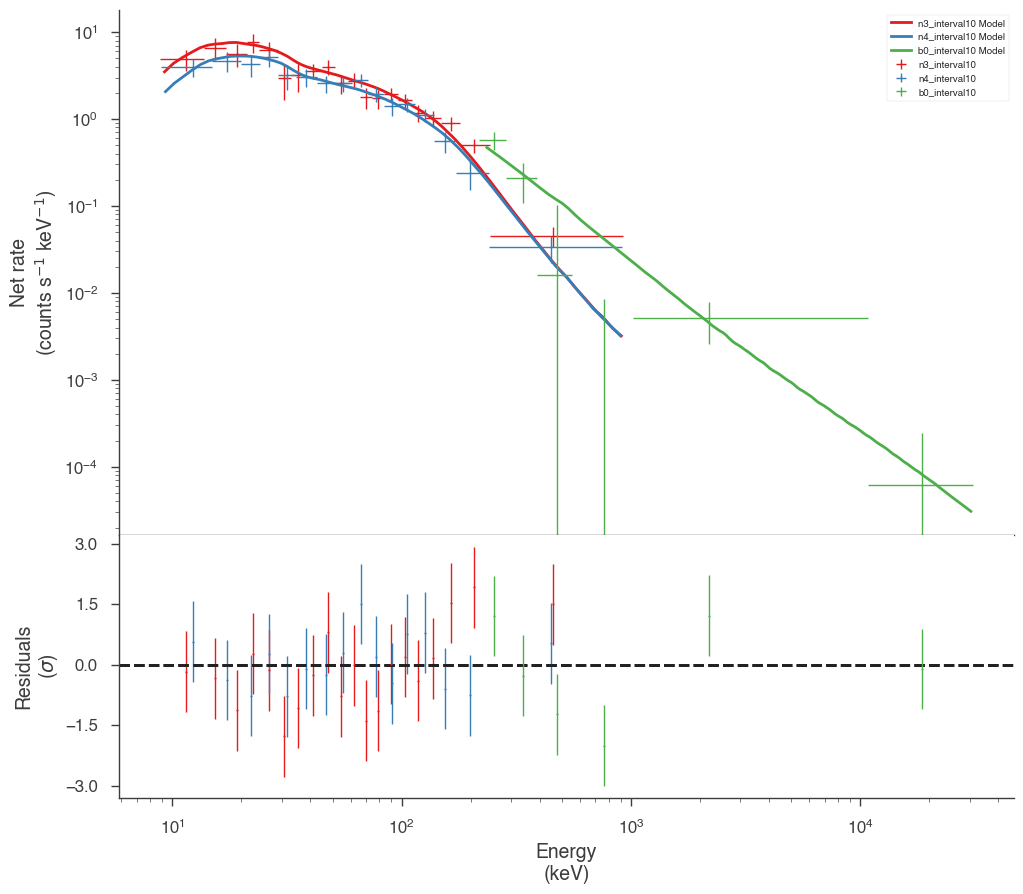 n3_interval10 Model
n4_interval10 Model
b0_interval10 Model
n3_interval10
n4_interval10
b0_interval10
Net rate
(counts s⁻¹ keV⁻¹)
10¹
10⁰
10⁻¹
10⁻²
10⁻³
10⁻⁴
Residuals
(σ)
3.0
1.5
0.0
−1.5
−3.0
10¹ 10² 10³ 10⁴
Energy
(keV)